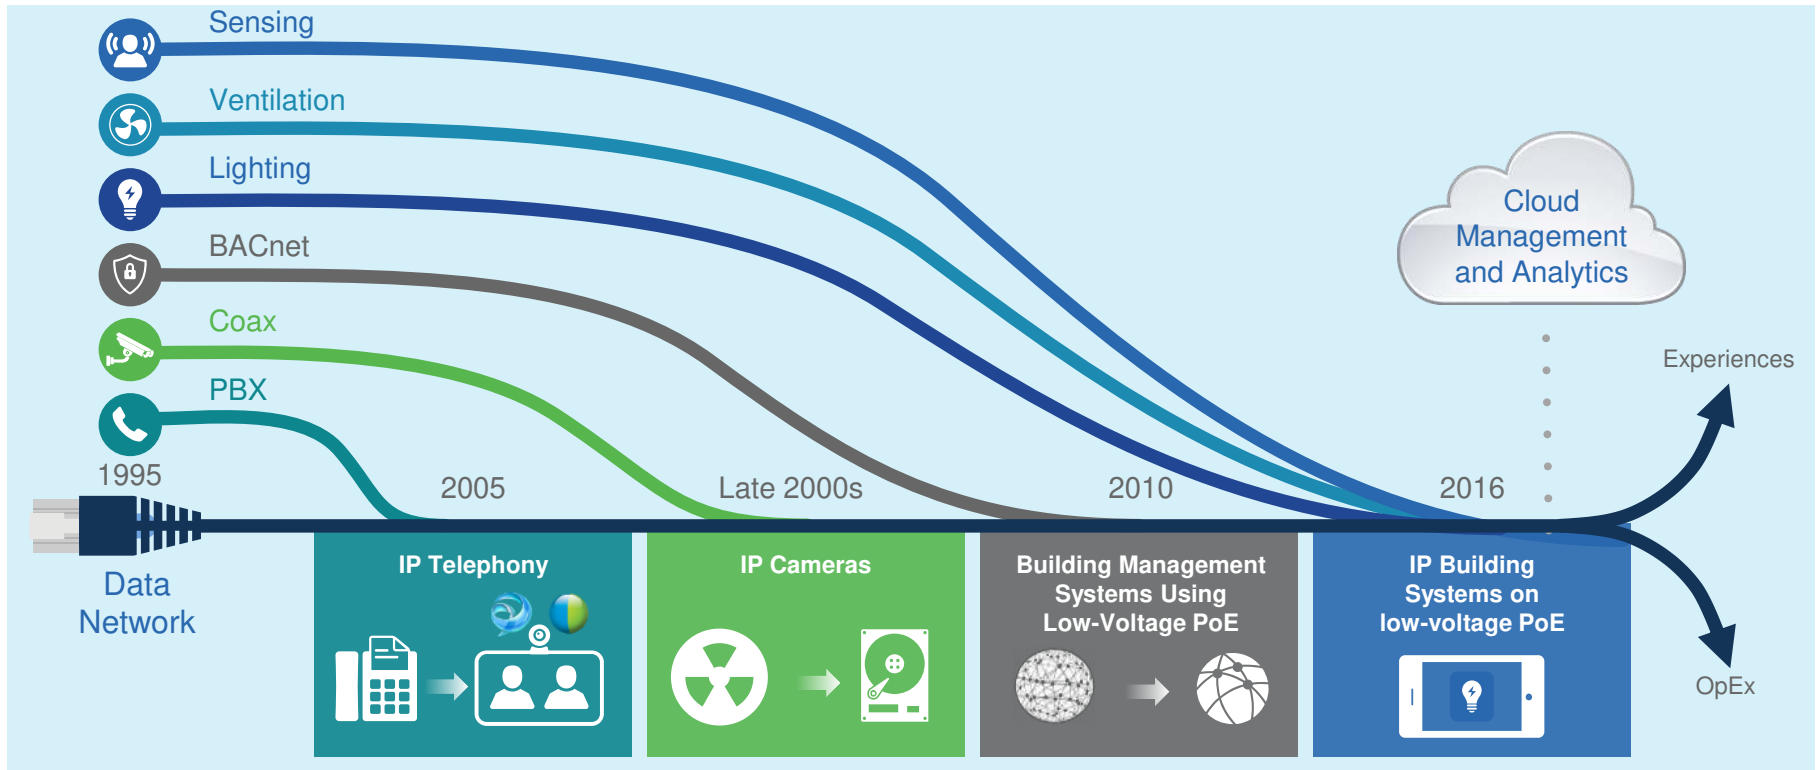 Sensing
Ventilation
Lighting
BACnet
Coax
PBX
1995
2005
Late 2000s
2010
2016
Data
Network
IP Telephony
IP Cameras
Building Management
Systems Using
Low-Voltage PoE
IP Building
Systems on
low-voltage PoE
Cloud
Management
and Analytics
Experiences
OpEx